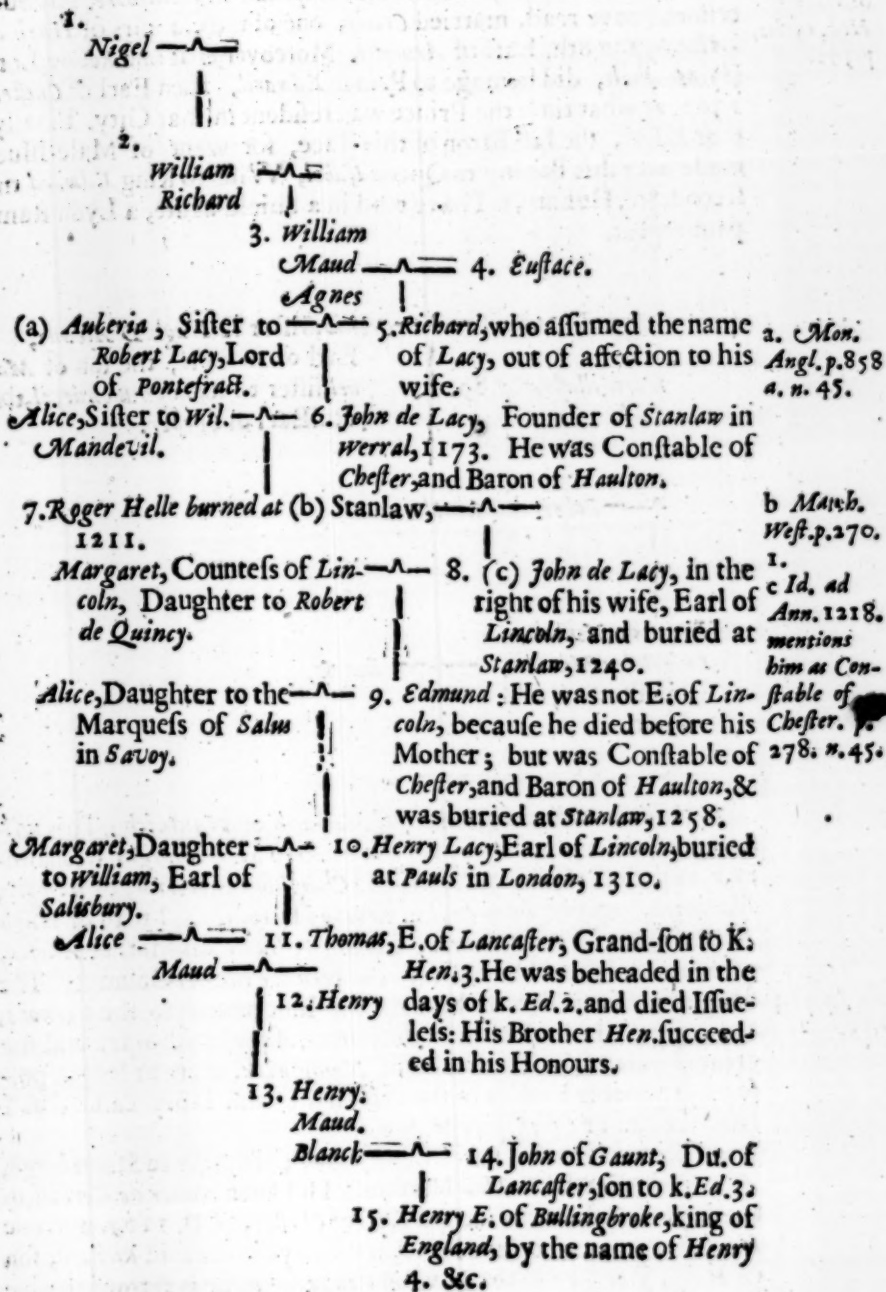 1.
Nigel
2.
William
Richard
3. William
Maud 4. Euſtace.
Agnes
(a) Auberia, Siſter to 5. Richard, who aſſumed the name
Robert Lacy, Lord of Lacy, out of affection to his
of Pontefract. wife.
a. Mon.
Angl. p. 858
a. n. 45.
Alice, Siſter to Wil. 6. John de Lacy, Founder of Stanlaw in
Mandevil. Werral, 1173. He was Conſtable of
Cheſter, and Baron of Haulton.
7. Roger Helle burned at (b) Stanlaw,
1211.
b Matth.
Weſt. p. 270.
1.
Margaret, Counteſs of Lin- 8. (c) John de Lacy, in the
coln, Daughter to Robert right of his wife, Earl of
de Quincy. Lincoln, and buried at
Stanlaw, 1240.
c Id. ad
Ann. 1218.
mentions
him as Con-
ſtable of
Cheſter. p.
278. n. 45.
Alice, Daughter to the 9. Edmund: He was not E. of Lin-
Marqueſs of Salus coln, becauſe he died before his
in Savoy. Mother; but was Conſtable of
Cheſter, and Baron of Haulton, &
was buried at Stanlaw, 1258.
Margaret, Daughter 10. Henry Lacy, Earl of Lincoln, buried
to William, Earl of at Pauls in London, 1310.
Salisbury.
Alice 11. Thomas, E. of Lancaſter, Grand-ſon to K.
Maud Hen. 3. He was beheaded in the
12. Henry days of k. Ed. 2. and died Iſſue-
leſs: His Brother Hen. ſucceed-
ed in his Honours.
13. Henry.
Maud.
Blanch 14. John of Gaunt, Du. of
Lancaſter, ſon to k. Ed. 3.
15. Henry E. of Bullingbroke, king of
England, by the name of Henry
4. &c.